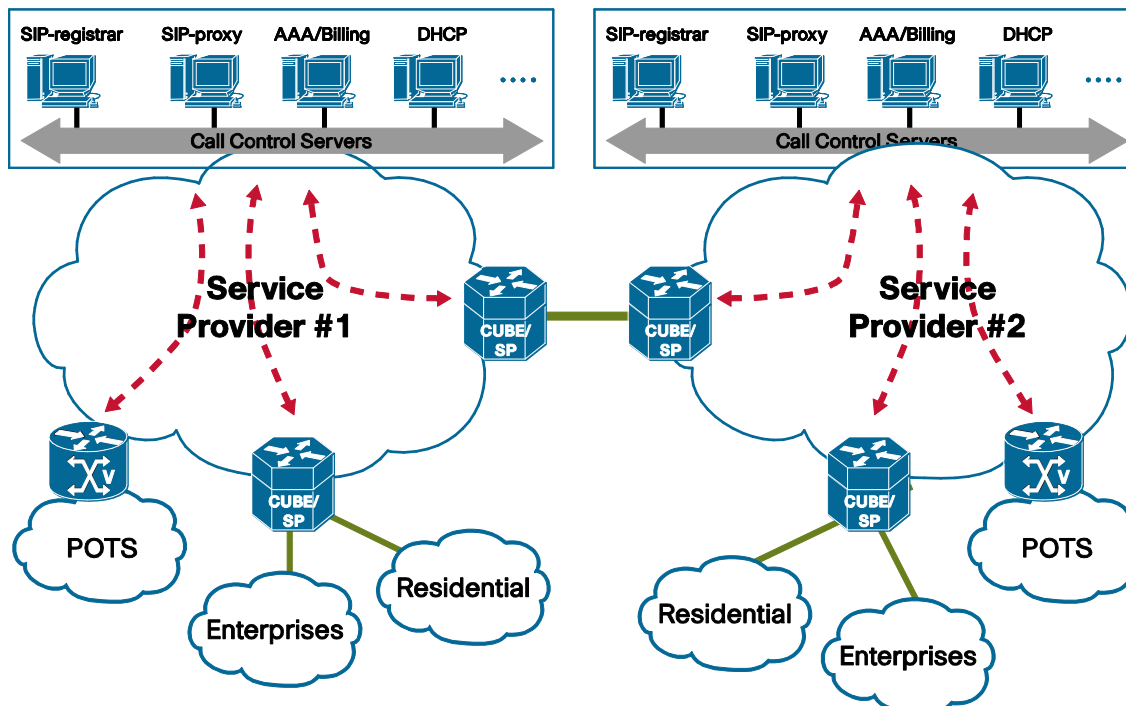 SIP-registrar SIP-proxy AAA/Billing DHCP
....
Call Control Servers
SIP-registrar SIP-proxy AAA/Billing DHCP
....
Call Control Servers
Service
Provider #1
CUBE/
SP
CUBE/
SP
Service
Provider #2
V
POTS
CUBE/
SP
Residential
Enterprises
CUBE/
SP
V
POTS
Residential
Enterprises